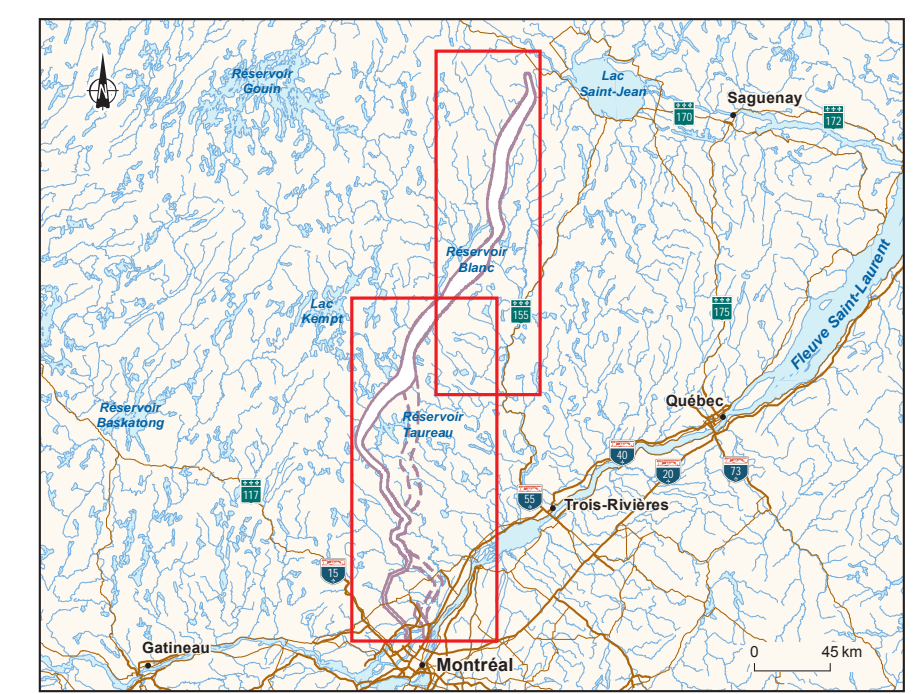 Réservoir
Gouin
Lac
Saint-Jean
Saguenay
170
172
Réservoir
Blanc
Lac
Kempt
155
175
Fleuve Saint-Laurent
Réservoir
Baskatong
Réservoir
Taureau
Québec
40
20
73
117
55
Trois-Rivières
15
Gatineau
Montréal
0 45 km